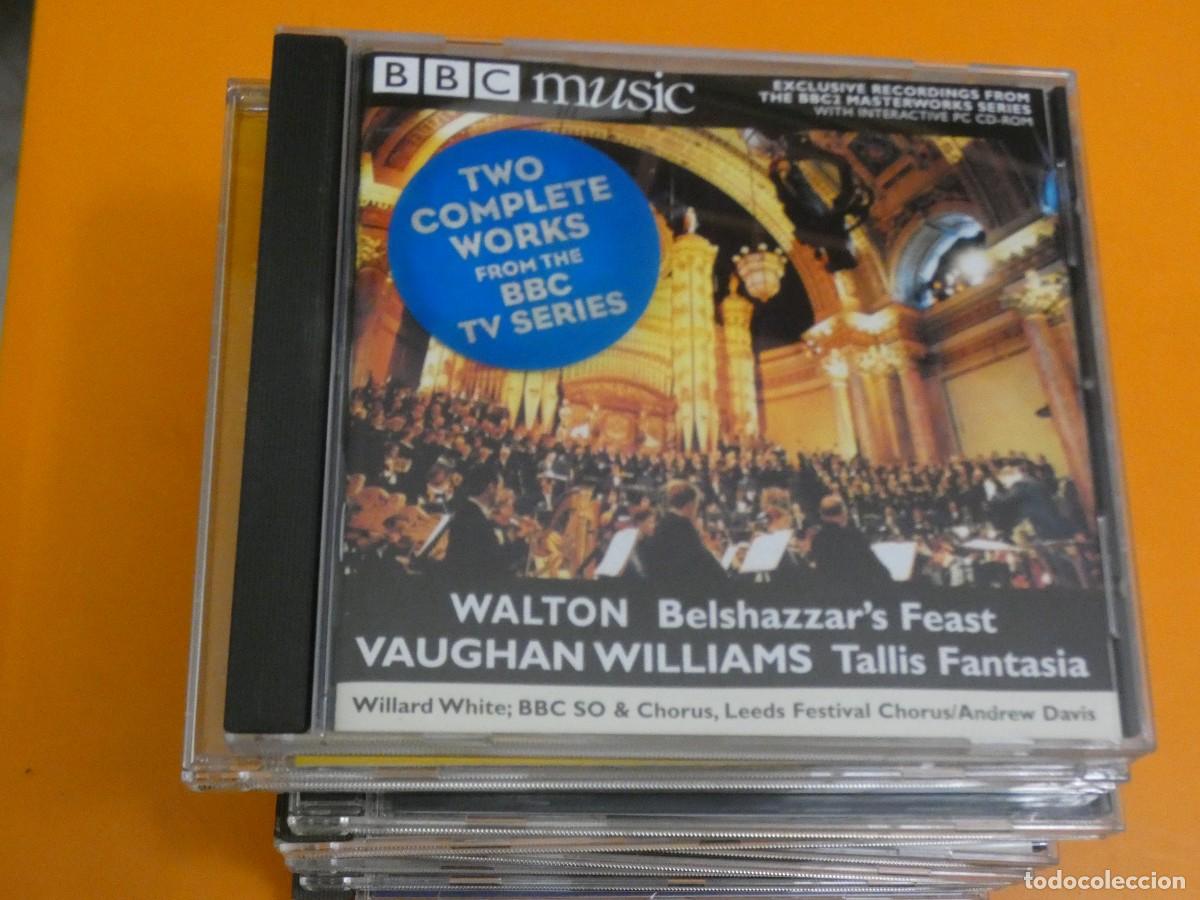 BBC music
EXCLUSIVE RECORDINGS FROM
THE BBC2 MASTERWORKS SERIES
WITH INTERACTIVE PC CD-ROM
TWO
COMPLETE
WORKS
FROM THE
BBC
TV SERIES
WALTON Belshazzar's Feast
VAUGHAN WILLIAMS Tallis Fantasia
Willard White; BBC SO & Chorus, Leeds Festival Chorus/Andrew Davis
todocoleccion